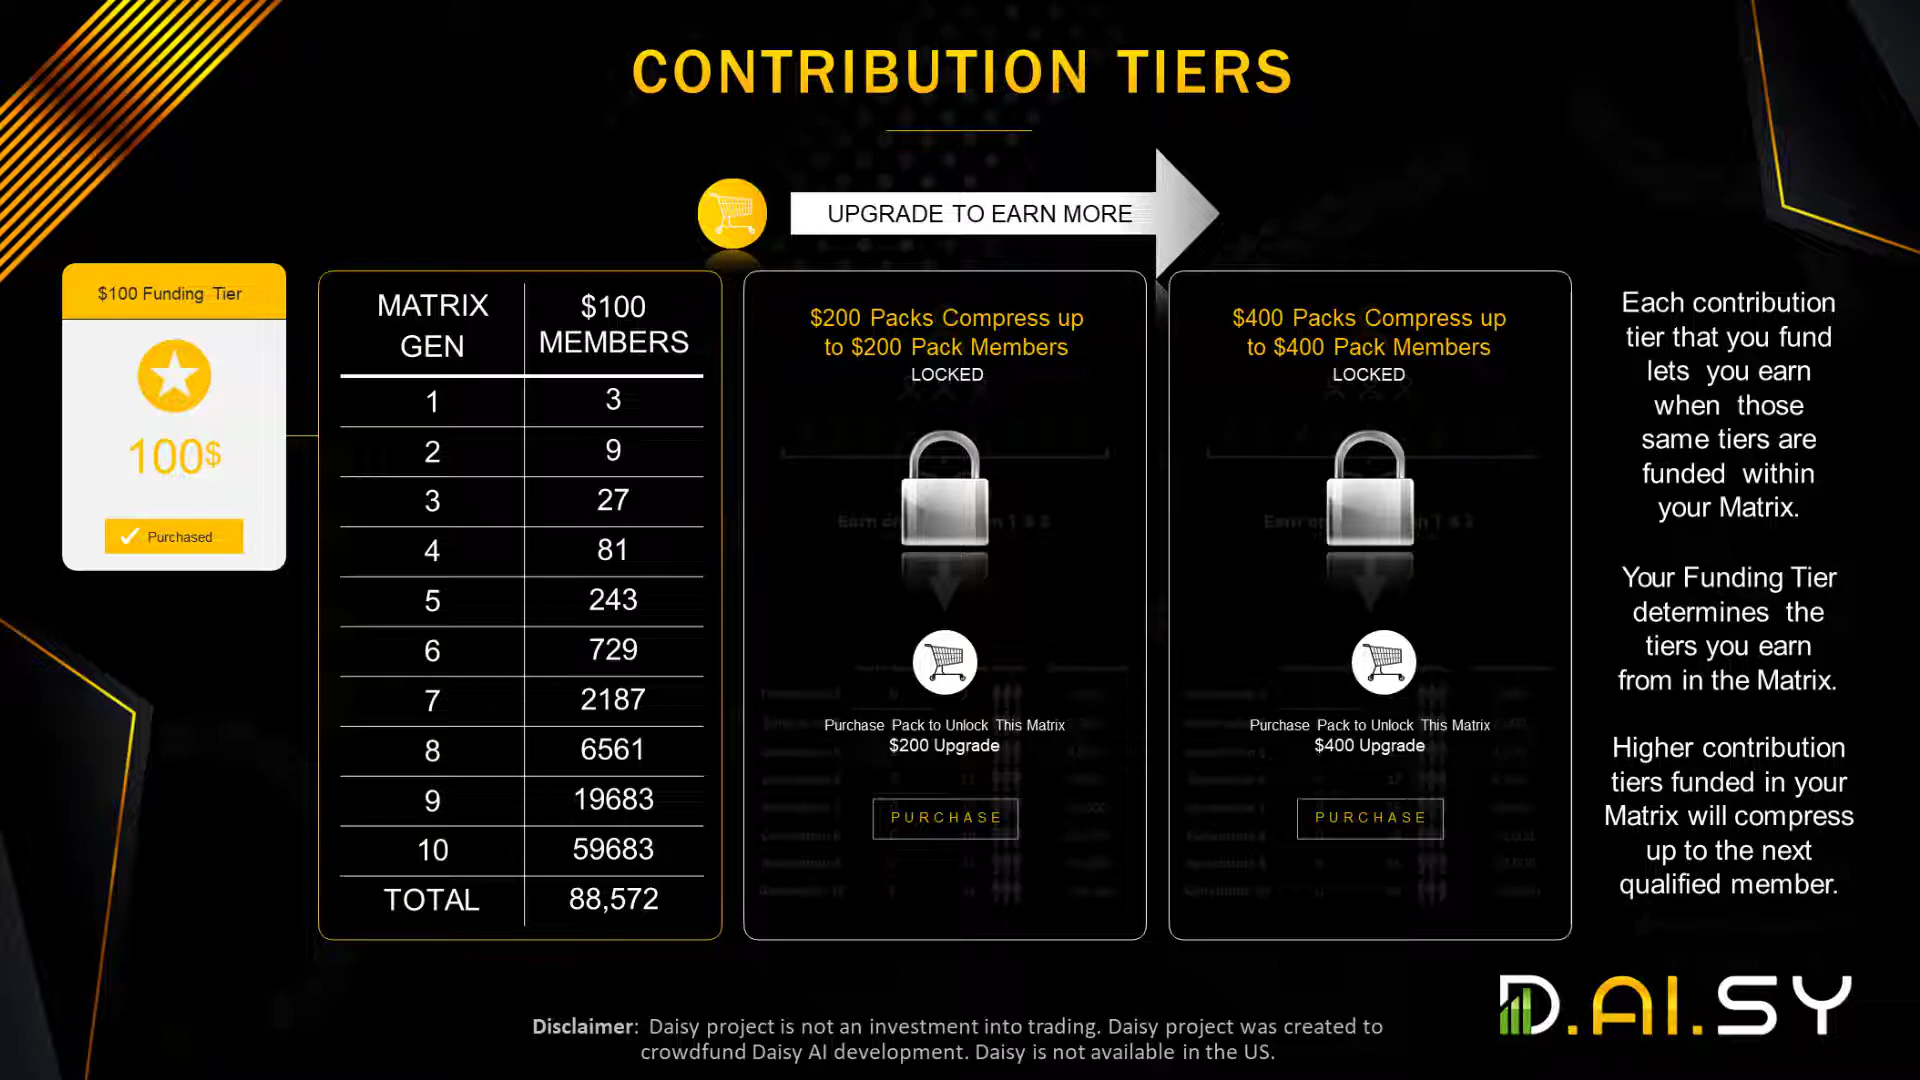 CONTRIBUTION TIERS
UPGRADE TO EARN MORE
$100 Funding Tier
100$
Purchased
MATRIX GEN
$100 MEMBERS
1 3
2 9
3 27
4 81
5 243
6 729
7 2187
8 6561
9 19683
10 59683
TOTAL 88,572
$200 Packs Compress up
to $200 Pack Members
LOCKED
Purchase Pack to Unlock This Matrix
$200 Upgrade
PURCHASE
$400 Packs Compress up
to $400 Pack Members
LOCKED
Purchase Pack to Unlock This Matrix
$400 Upgrade
PURCHASE
Each contribution
tier that you fund
lets you earn
when those
same tiers are
funded within
your Matrix.
Your Funding Tier
determines the
tiers you earn
from in the Matrix.
Higher contribution
tiers funded in your
Matrix will compress
up to the next
qualified member.
D.AI.SY
Disclaimer: Daisy project is not an investment into trading. Daisy project was created to
crowdfund Daisy AI development. Daisy is not available in the US.